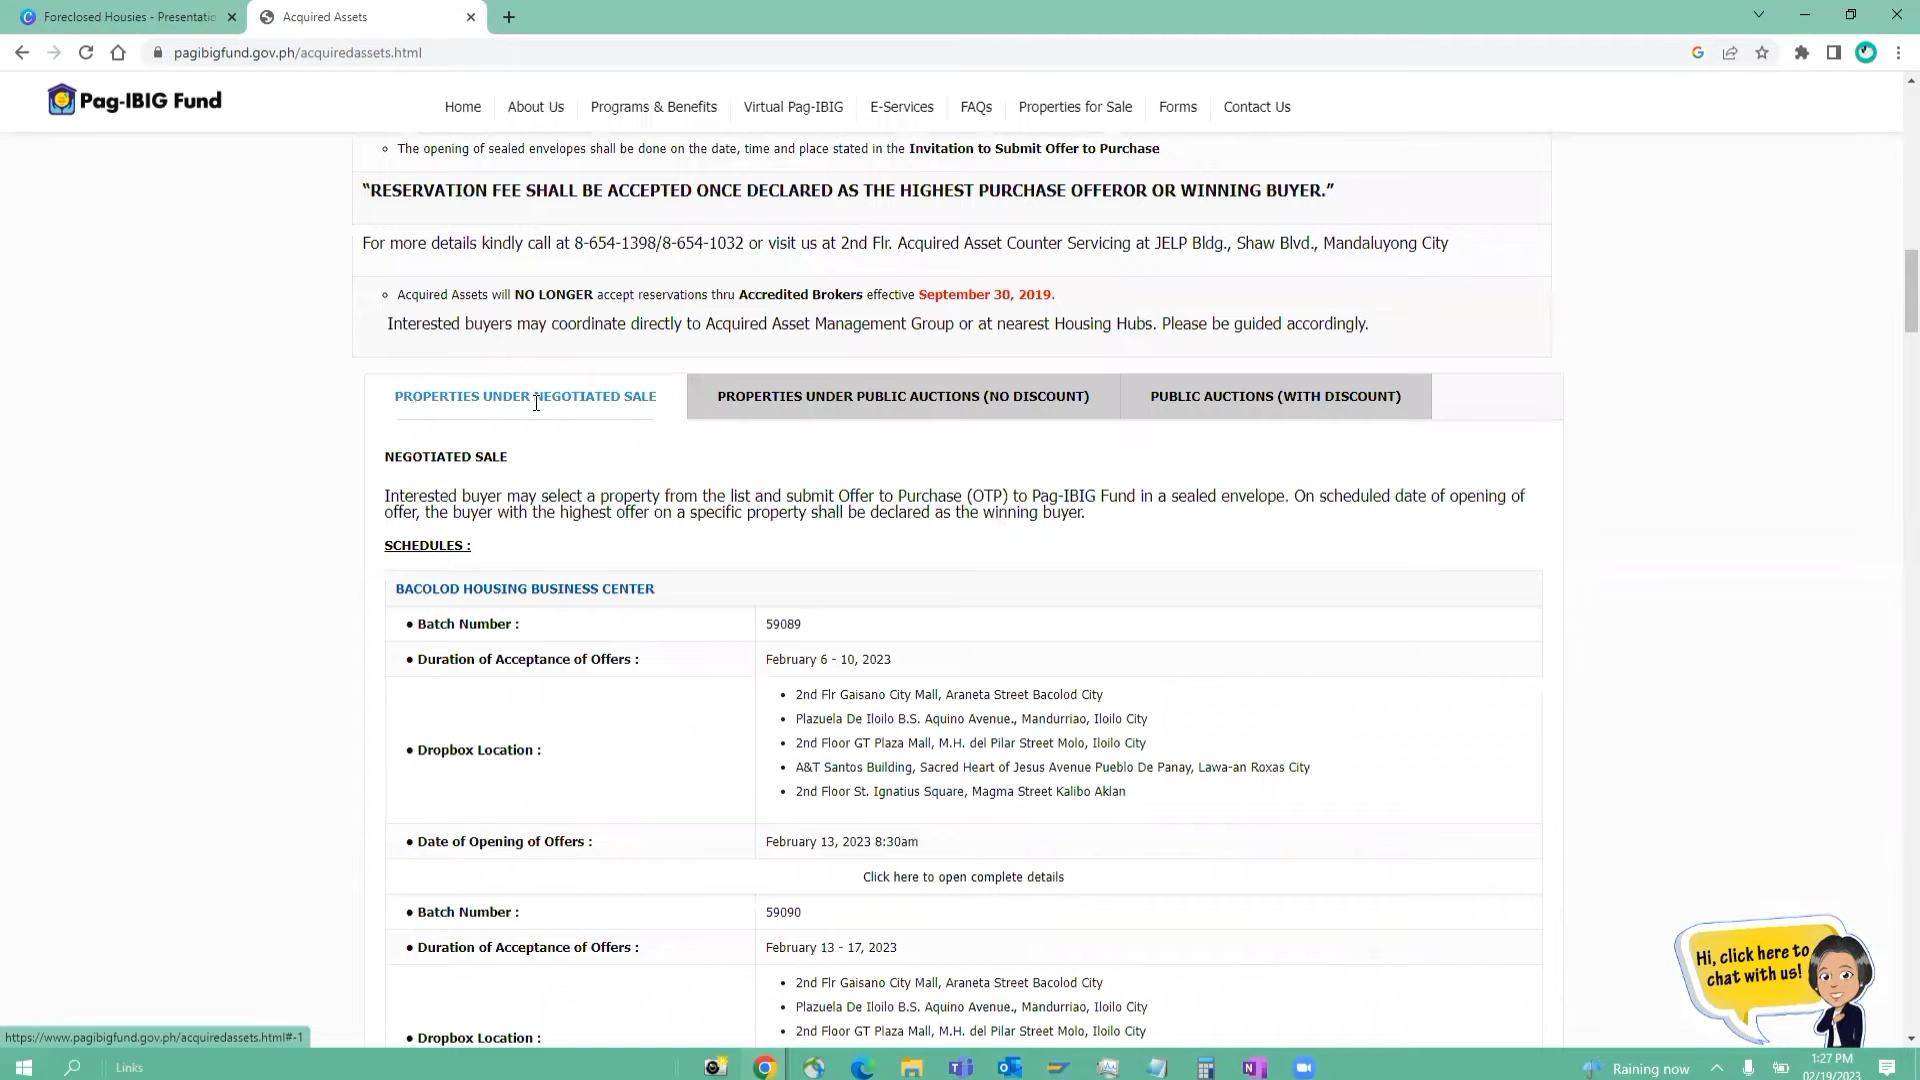 Foreclosed Housies - Presentatio
Acquired Assets
pagibigfund.gov.ph/acquiredassets.html
Pag-IBIG Fund
Home About Us Programs & Benefits Virtual Pag-IBIG E-Services FAQs Properties for Sale Forms Contact Us
The opening of sealed envelopes shall be done on the date, time and place stated in the Invitation to Submit Offer to Purchase
“RESERVATION FEE SHALL BE ACCEPTED ONCE DECLARED AS THE HIGHEST PURCHASE OFFEROR OR WINNING BUYER.”
For more details kindly call at 8-654-1398/8-654-1032 or visit us at 2nd Flr. Acquired Asset Counter Servicing at JELP Bldg., Shaw Blvd., Mandaluyong City
Acquired Assets will NO LONGER accept reservations thru Accredited Brokers effective September 30, 2019.
Interested buyers may coordinate directly to Acquired Asset Management Group or at nearest Housing Hubs. Please be guided accordingly.
PROPERTIES UNDER NEGOTIATED SALE PROPERTIES UNDER PUBLIC AUCTIONS (NO DISCOUNT) PUBLIC AUCTIONS (WITH DISCOUNT)
NEGOTIATED SALE
Interested buyer may select a property from the list and submit Offer to Purchase (OTP) to Pag-IBIG Fund in a sealed envelope. On scheduled date of opening of
offer, the buyer with the highest offer on a specific property shall be declared as the winning buyer.
SCHEDULES :
BACOLOD HOUSING BUSINESS CENTER
• Batch Number : 59089
• Duration of Acceptance of Offers : February 6 - 10, 2023
• Dropbox Location :
• 2nd Flr Gaisano City Mall, Araneta Street Bacolod City
• Plazuela De Iloilo B.S. Aquino Avenue., Mandurriao, Iloilo City
• 2nd Floor GT Plaza Mall, M.H. del Pilar Street Molo, Iloilo City
• A&T Santos Building, Sacred Heart of Jesus Avenue Pueblo De Panay, Lawa-an Roxas City
• 2nd Floor St. Ignatius Square, Magma Street Kalibo Aklan
• Date of Opening of Offers : February 13, 2023 8:30am
Click here to open complete details
• Batch Number : 59090
• Duration of Acceptance of Offers : February 13 - 17, 2023
• 2nd Flr Gaisano City Mall, Araneta Street Bacolod City
• Plazuela De Iloilo B.S. Aquino Avenue., Mandurriao, Iloilo City
• 2nd Floor GT Plaza Mall, M.H. del Pilar Street Molo, Iloilo City
• Dropbox Location :
Hi, click here to
chat with us!
https://www.pagibigfund.gov.ph/acquiredassets.html#-1
Links
Raining now
1:27 PM
02/19/2023